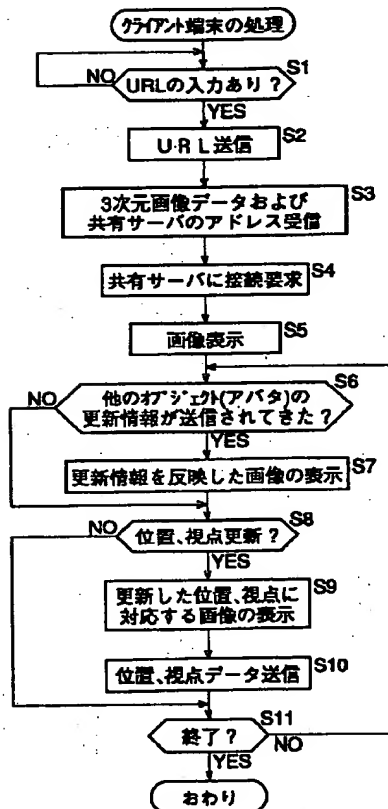 クライアント端末の処理
S1
NO
URLの入力あり？
YES
S2
URL送信
S3
3次元画像データおよび
共有サーバのアドレス受信
S4
共有サーバに接続要求
S5
画像表示
S6
NO
他のオブジェクト(アバタ)の
更新情報が送信されてきた？
YES
S7
更新情報を反映した画像の表示
S8
NO
位置、視点更新？
YES
S9
更新した位置、視点に
対応する画像の表示
S10
位置、視点データ送信
S11
終了？
NO
YES
おわり